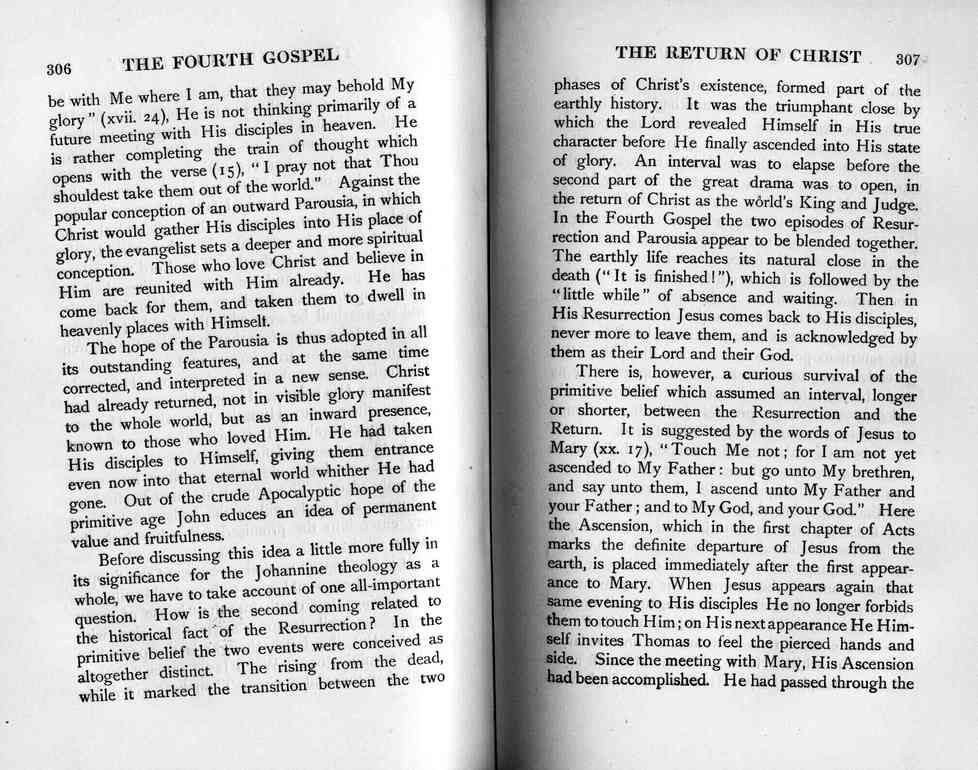 306 THE FOURTH GOSPEL
be with Me where I am, that they may behold My
glory" (xvii. 24), He is not thinking primarily of a
future meeting with His disciples in heaven. He
is rather completing the train of thought which
opens with the verse (15), "I pray not that Thou
shouldest take them out of the world." Against the
popular conception of an outward Parousia, in which
Christ would gather His disciples into His place of
glory, the evangelist sets a deeper and more spiritual
conception. Those who love Christ and believe in
Him are reunited with Him already. He has
come back for them, and taken them to dwell in
heavenly places with Himself.
The hope of the Parousia is thus adopted in all
its outstanding features, and at the same time
corrected, and interpreted in a new sense. Christ
had already returned, not in visible glory manifest
to the whole world, but as an inward presence,
known to those who loved Him. He had taken
His disciples to Himself, giving them entrance
even now into that eternal world whither He had
gone. Out of the crude Apocalyptic hope of the
primitive age John educes an idea of permanent
value and fruitfulness.
Before discussing this idea a little more fully in
its significance for the Johannine theology as a
whole, we have to take account of one all-important
question. How is the second coming related to
the historical fact of the Resurrection? In the
primitive belief the two events were conceived as
altogether distinct. The rising from the dead,
while it marked the transition between the two
THE RETURN OF CHRIST 307
phases of Christ's existence, formed part of the
earthly history. It was the triumphant close by
which the Lord revealed Himself in His true
character before He finally ascended into His state
of glory. An interval was to elapse before the
second part of the great drama was to open, in
the return of Christ as the world's King and Judge.
In the Fourth Gospel the two episodes of Resur-
rection and Parousia appear to be blended together.
The earthly life reaches its natural close in the
death ("It is finished!"), which is followed by the
"little while" of absence and waiting. Then in
His Resurrection Jesus comes back to His disciples,
never more to leave them, and is acknowledged by
them as their Lord and their God.
There is, however, a curious survival of the
primitive belief which assumed an interval, longer
or shorter, between the Resurrection and the
Return. It is suggested by the words of Jesus to
Mary (xx. 17), "Touch Me not; for I am not yet
ascended to My Father: but go unto My brethren,
and say unto them, I ascend unto My Father and
your Father; and to My God, and your God." Here
the Ascension, which in the first chapter of Acts
marks the definite departure of Jesus from the
earth, is placed immediately after the first appear-
ance to Mary. When Jesus appears again that
same evening to His disciples He no longer forbids
them to touch Him; on His next appearance He Him-
self invites Thomas to feel the pierced hands and
side. Since the meeting with Mary, His Ascension
had been accomplished. He had passed through the